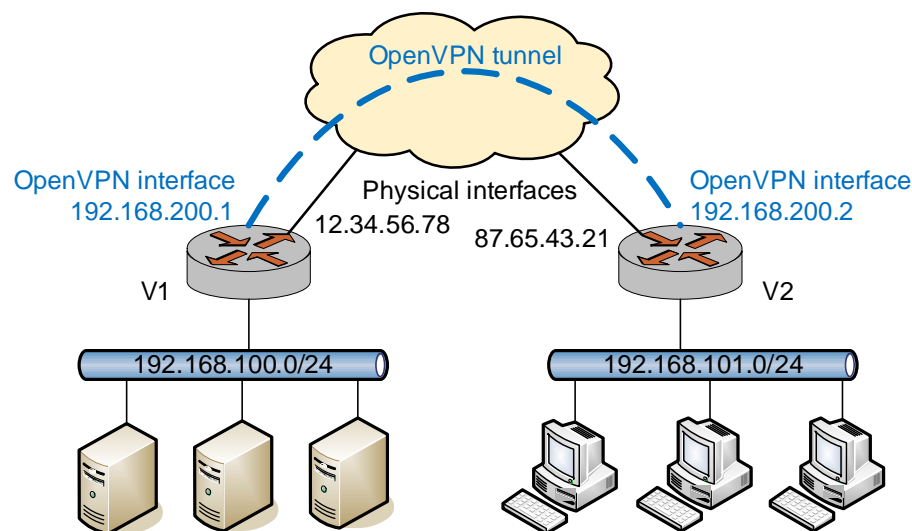 OpenVPN tunnel
OpenVPN interface
192.168.200.1
Physical interfaces
12.34.56.78
87.65.43.21
OpenVPN interface
192.168.200.2
V1
V2
192.168.100.0/24
192.168.101.0/24